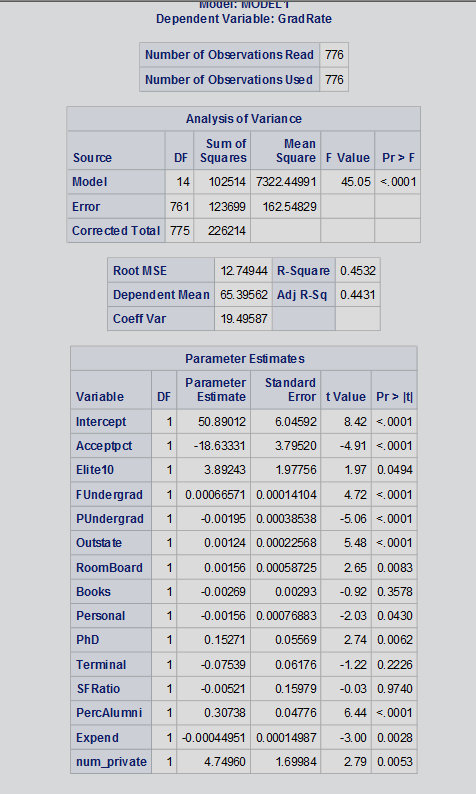 Model: MODEL1
Dependent Variable: GradRate
Number of Observations Read 776
Number of Observations Used 776
Analysis of Variance
Source DF Sum of Squares Mean Square F Value Pr > F
Model 14 102514 7322.44991 45.05 <.0001
Error 761 123699 162.54829
Corrected Total 775 226214
Root MSE 12.74944 R-Square 0.4532
Dependent Mean 65.39562 Adj R-Sq 0.4431
Coeff Var 19.49587
Parameter Estimates
Variable DF Parameter Estimate Standard Error t Value Pr > |t|
Intercept 1 50.89012 6.04592 8.42 <.0001
Acceptpct 1 -18.63331 3.79520 -4.91 <.0001
Elite10 1 3.89243 1.97756 1.97 0.0494
FUndergrad 1 0.00066571 0.00014104 4.72 <.0001
PUndergrad 1 -0.00195 0.00038538 -5.06 <.0001
Outstate 1 0.00124 0.00022568 5.48 <.0001
RoomBoard 1 0.00156 0.00058725 2.65 0.0083
Books 1 -0.00269 0.00293 -0.92 0.3578
Personal 1 -0.00156 0.00076883 -2.03 0.0430
PhD 1 0.15271 0.05569 2.74 0.0062
Terminal 1 -0.07539 0.06176 -1.22 0.2226
SFRatio 1 -0.00521 0.15979 -0.03 0.9740
PercAlumni 1 0.30738 0.04776 6.44 <.0001
Expend 1 -0.00044951 0.00014987 -3.00 0.0028
num_private 1 4.74960 1.69984 2.79 0.0053